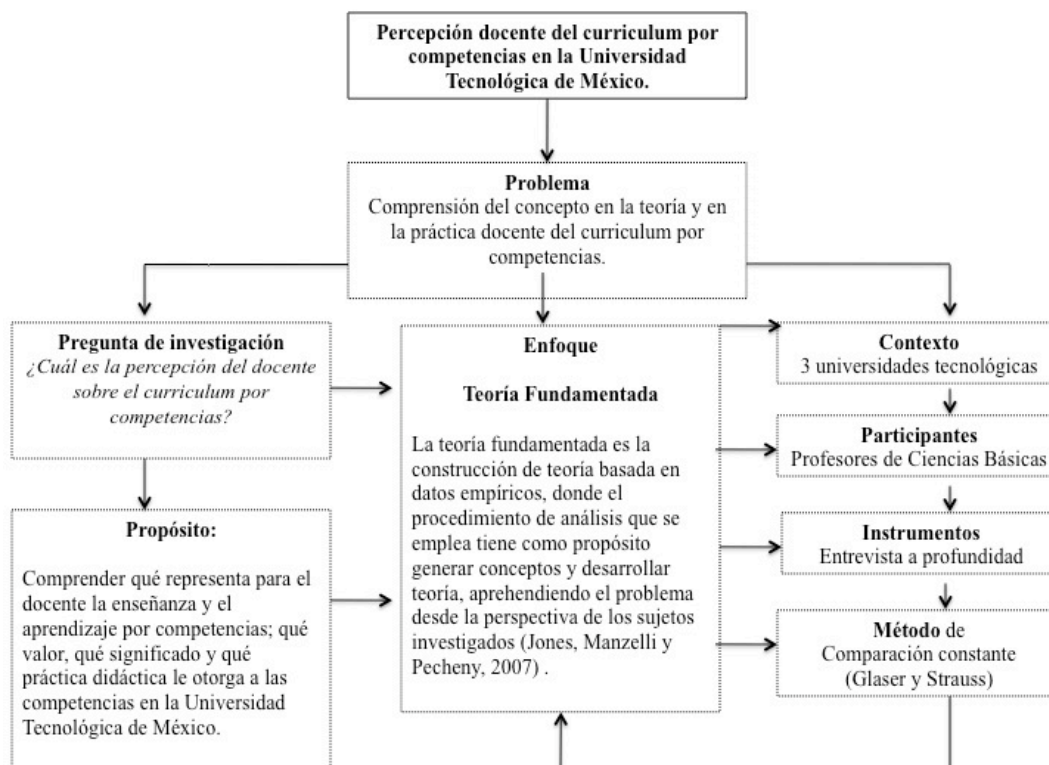 Percepción docente del curriculum por
competencias en la Universidad
Tecnológica de México.
Problema
Comprensión del concepto en la teoría y en
la práctica docente del curriculum por
competencias.
Pregunta de investigación
¿Cuál es la percepción del docente
sobre el curriculum por
competencias?
Propósito:
Comprender qué representa para el
docente la enseñanza y el
aprendizaje por competencias; qué
valor, qué significado y qué
práctica didáctica le otorga a las
competencias en la Universidad
Tecnológica de México.
Enfoque
Teoría Fundamentada
La teoría fundamentada es la
construcción de teoría basada en
datos empíricos, donde el
procedimiento de análisis que se
emplea tiene como propósito
generar conceptos y desarrollar
teoría, aprehendiendo el problema
desde la perspectiva de los sujetos
investigados (Jones, Manzelli y
Pecheny, 2007) .
Contexto
3 universidades tecnológicas
Participantes
Profesores de Ciencias Básicas
Instrumentos
Entrevista a profundidad
Método de
Comparación constante
(Glaser y Strauss)